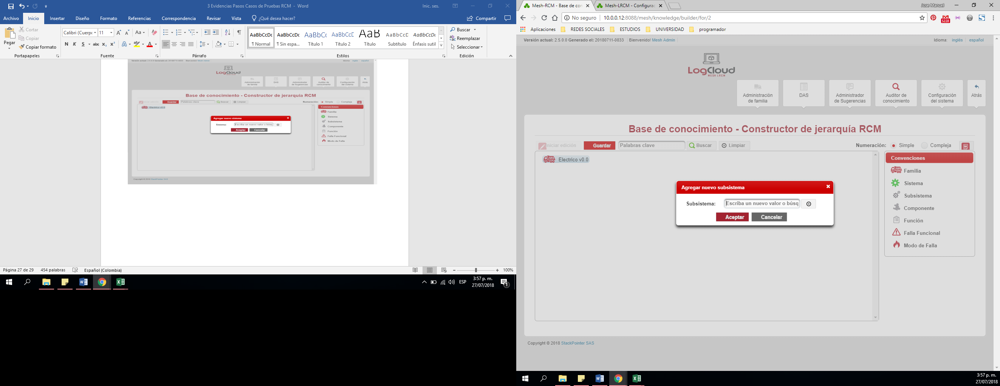 3 Evidencias Pasos Casos de Pruebas RCM - Word
Inic. ses.
Archivo Inicio Insertar Diseño Formato Referencias Correspondencia Revisar Vista ¿Qué desea hacer? Compartir
Pegar
Cortar
Copiar
Copiar formato
Portapapeles
Calibri (Cuerpo 11
Fuente
Párrafo
AaBbCcDc AaBbCcDc AaBbC( AaBbCcD AaB AaBbCcD AaBbCcDc
¶ Normal ¶ Sin espa... Título 1 Título 2 Título Subtítulo Énfasis sutil
Estilos
Buscar
Reemplazar
Seleccionar
Edición
Versión actual: 2.5.0.0 Generado el: 20180711-0833 Bienvenido! Mesh Admin
Idioma: inglés español
LogCloud
MESH LRCM
Administración de familia
DAS
Administrador de Sugerencias
Auditor de conocimiento
Configuración del sistema
Atrás
Base de conocimiento - Constructor de jerarquía RCM
Iniciar edición Guardar Palabras clave Buscar Limpiar Numeración: Simple Compleja
Electrico v0.0
Convenciones
Familia
Sistema
Subsistema
Componente
Función
Falla Funcional
Modo de Falla
Agregar nuevo sistema
Sistema: Escriba un nuevo valor o búsq
Aceptar Cancelar
Copyright © 2018 StackPointer SAS
Página 27 de 29 454 palabras Español (Colombia) 100%
ESP
3:57 p. m.
27/07/2018
1
Mesh-RCM - Base de con
Mesh-LRCM - Configurac
Jose Manuel
No seguro 10.0.0.12:8088/mesh/knowledge/builder/for/2
5228
Aplicaciones REDES SOCIALES ESTUDIOS UNIVERSIDAD programador
Versión actual: 2.5.0.0 Generado el: 20180711-0833 Bienvenido! Mesh Admin
Idioma: inglés español
LogCloud
MESH LRCM
Administración
de familia
DAS
Administrador
de Sugerencias
Auditor de
conocimiento
Configuración
del sistema
Atrás
Base de conocimiento - Constructor de jerarquía RCM
Iniciar edición Guardar Palabras clave Buscar Limpiar Numeración: Simple Compleja
Electrico v0.0
Convenciones
Familia
Sistema
Subsistema
Componente
Función
Falla Funcional
Modo de Falla
Agregar nuevo subsistema
Subsistema: Escriba un nuevo valor o búsq
Aceptar Cancelar
Copyright © 2018 StackPointer SAS
3:57 p. m.
27/07/2018